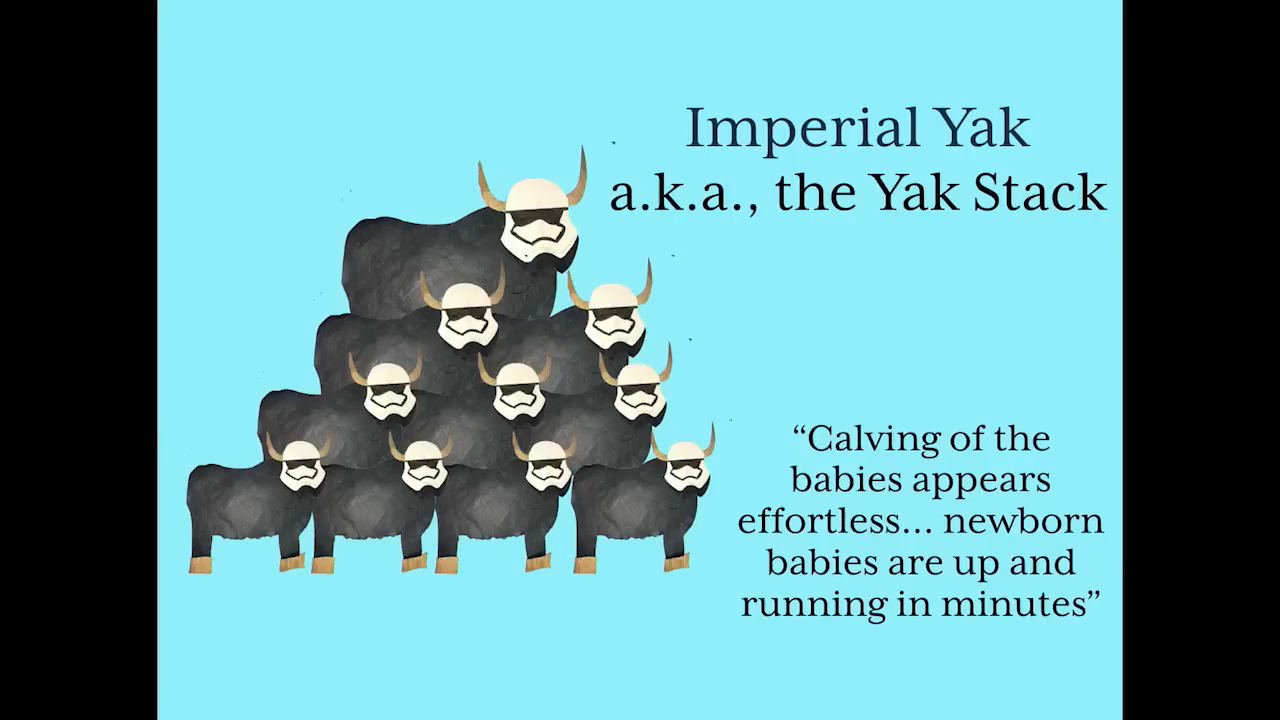 Imperial Yak
a.k.a., the Yak Stack
“Calving of the
babies appears
effortless... newborn
babies are up and
running in minutes”